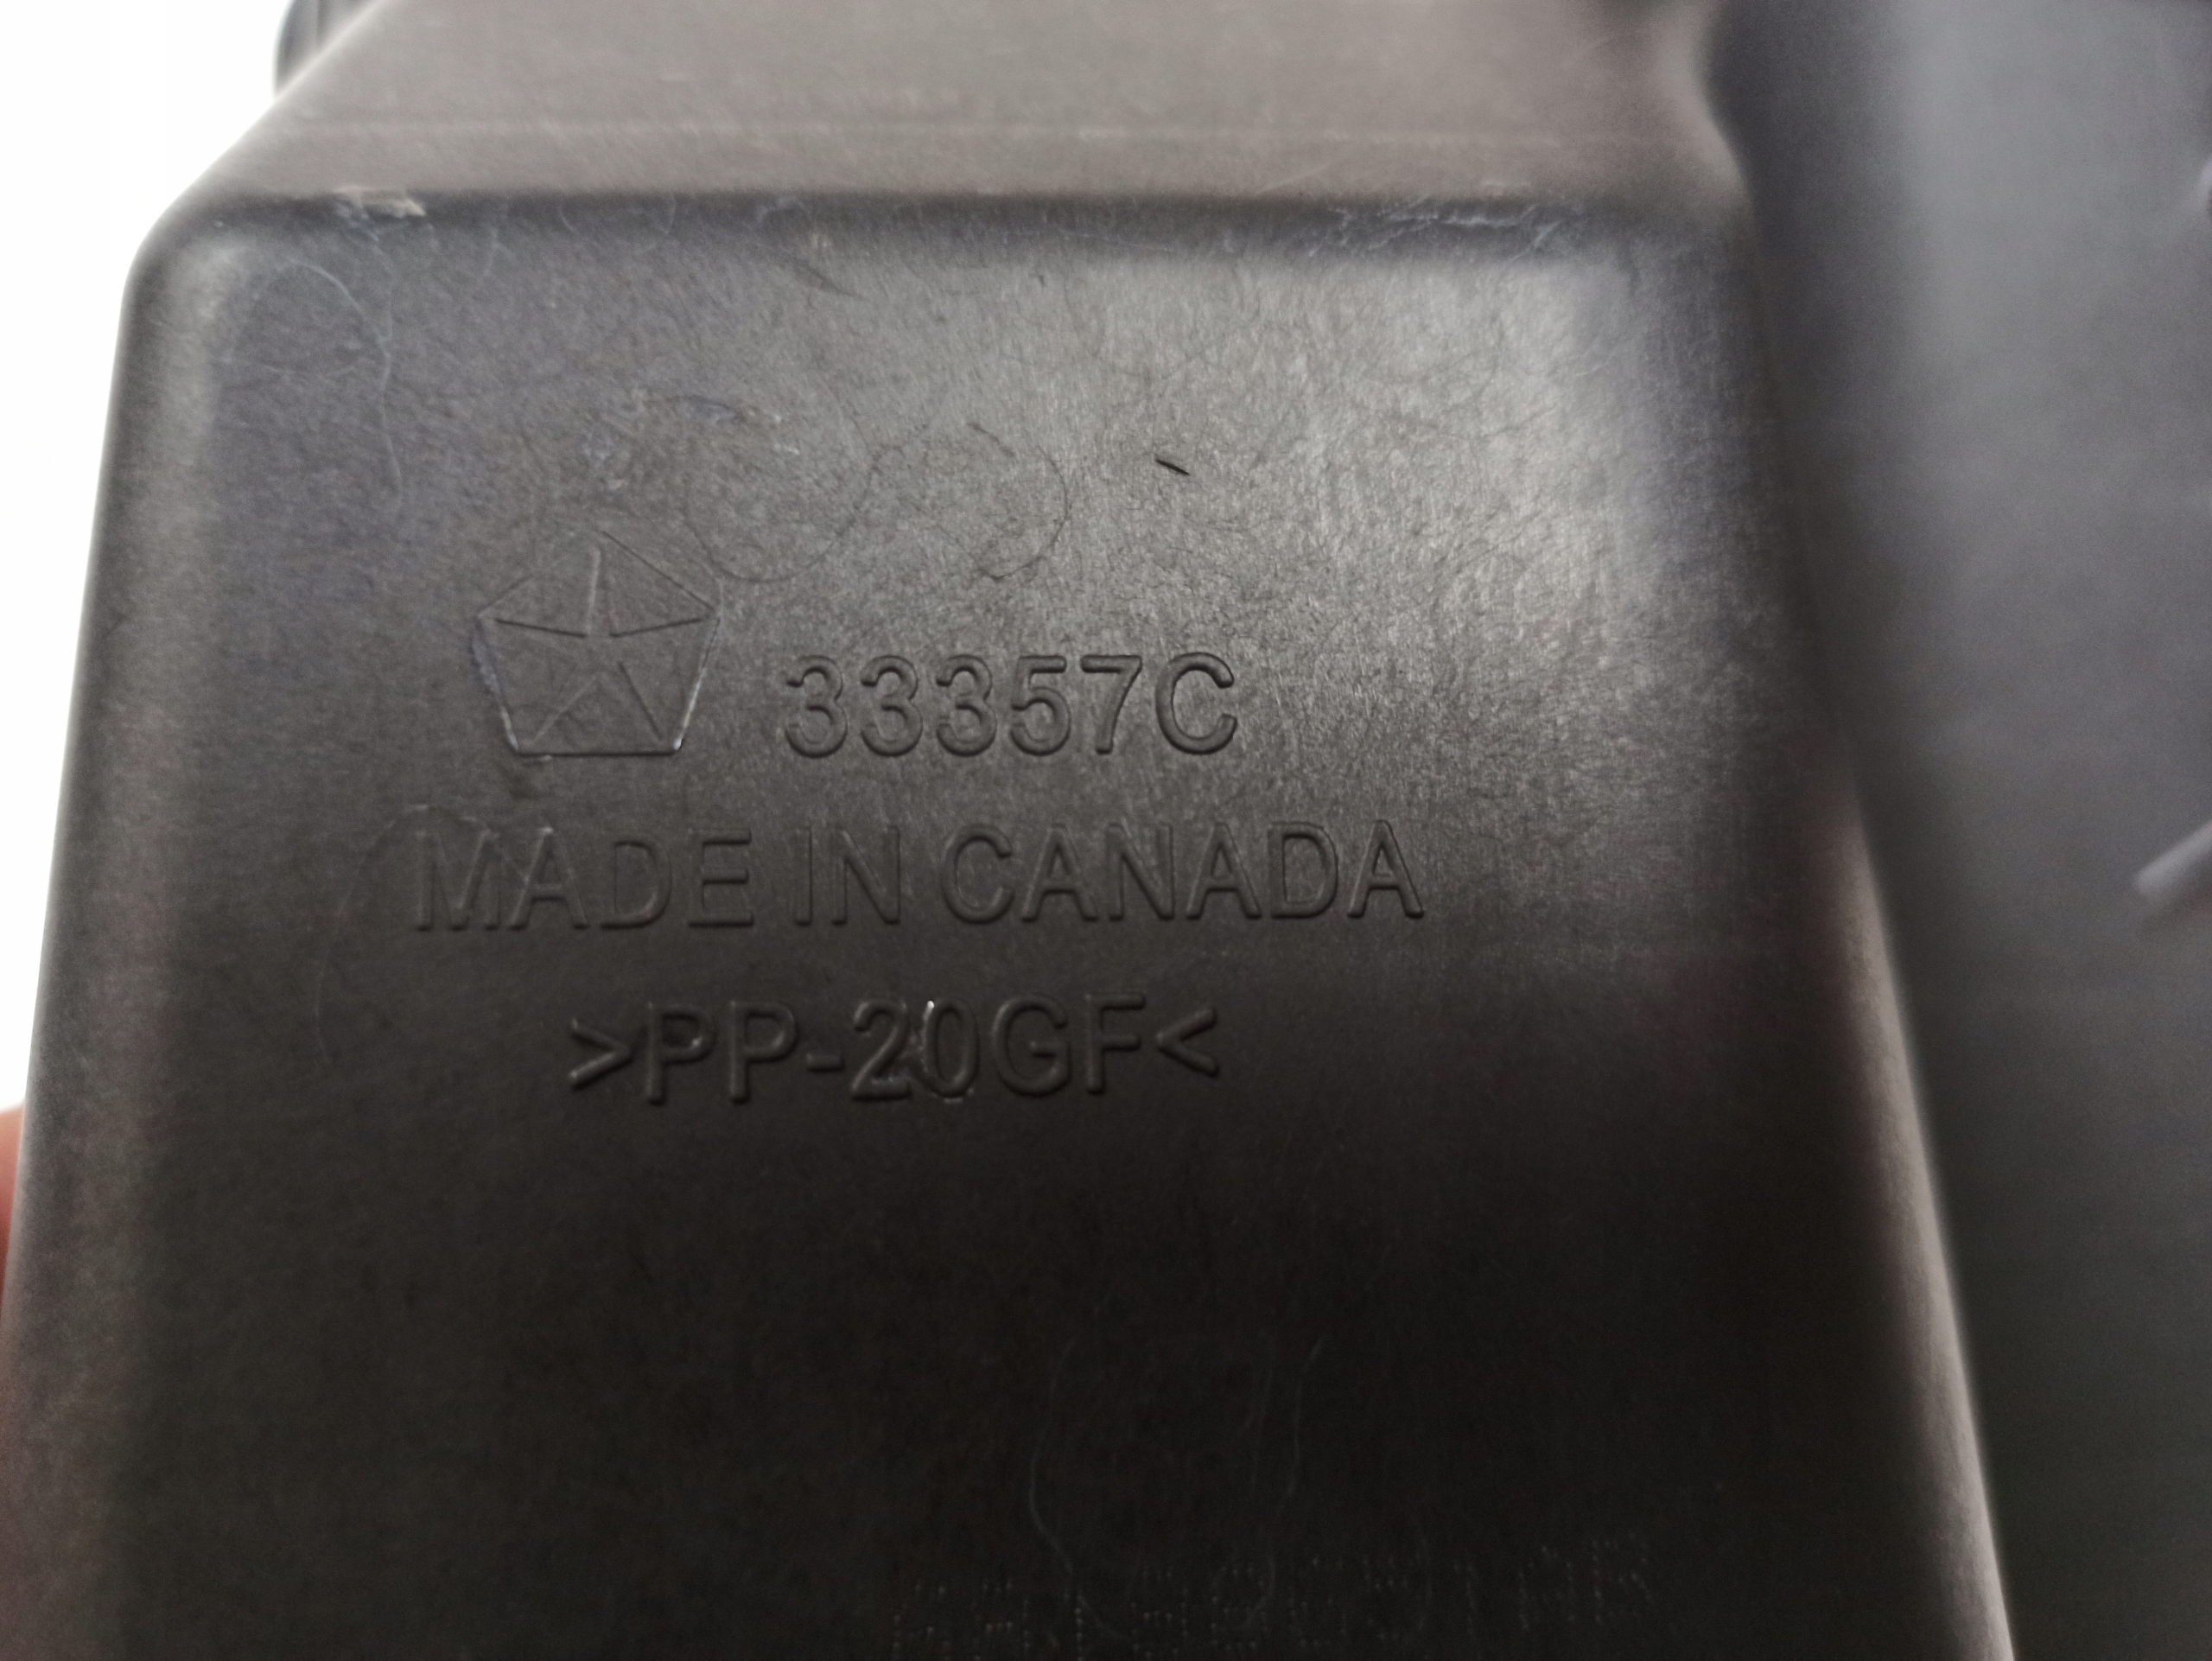 33357C
MADE IN CANADA
>PP-20GF<